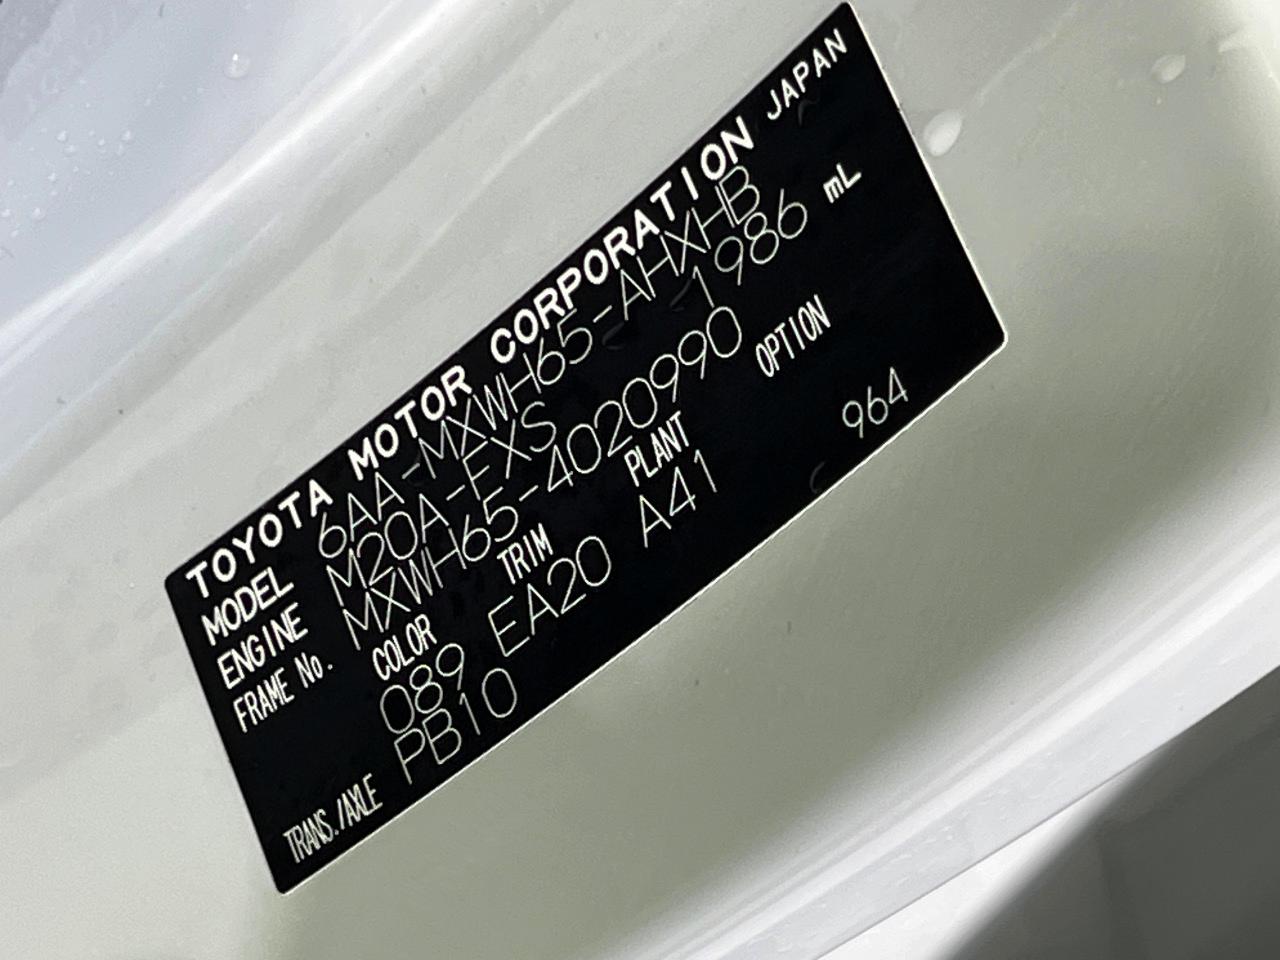 TOYOTA MOTOR CORPORATION JAPAN
MODEL 6AA-MXWH65-AHXHB
ENGINE M20A-FXS 1986 mL
FRAME No. MXWH65-4020990
COLOR TRIM PLANT OPTION
089 EA20 A41 964
TRANS./AXLE PB10